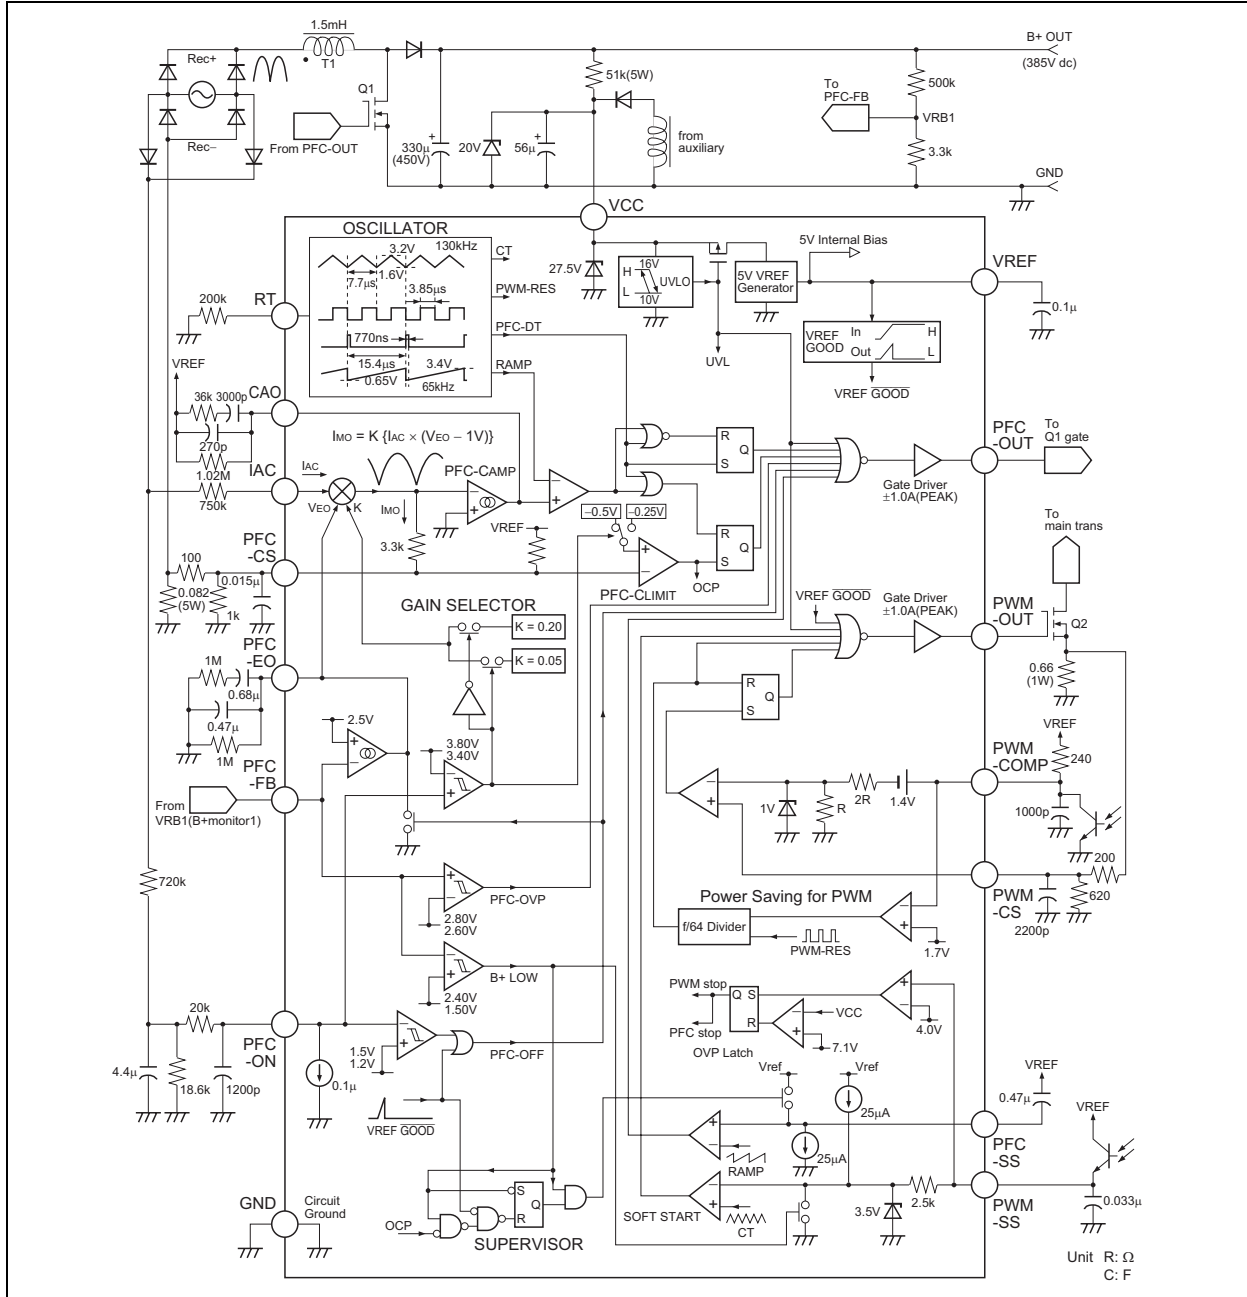 1.5mH
T1
B+ OUT
(385V dc)
Rec+
Rec−
Q1
From PFC-OUT
330μ
(450V)
20V
56μ
51k(5W)
from
auxiliary
To
PFC-FB
500k
VRB1
3.3k
GND
VCC
OSCILLATOR
3.2V
130kHz
1.6V
7.7μs
3.85μs
770ns
15.4μs
0.65V
3.4V
65kHz
CT
PWM-RES
PFC-DT
RAMP
27.5V
H
L
16V
10V
UVLO
UVL
5V VREF
Generator
5V Internal Bias
VREF
0.1μ
VREF
GOOD
In
Out
H
L
VREF GOOD
200k
RT
VREF
36k
3000p
CAO
270p
1.02M
IAC
750k
IAC
VEO
K
IMO = K {IAC × (VEO − 1V)}
IMO
3.3k
PFC-CAMP
VREF
−0.5V
−0.25V
R
Q
S
R
Q
S
OCP
PFC-CLIMIT
PFC
-OUT
To
Q1 gate
Gate Driver
±1.0A(PEAK)
To
main trans
PFC
-CS
100
0.082
(5W)
0.015μ
1k
GAIN SELECTOR
K = 0.20
K = 0.05
VREF GOOD
Gate Driver
±1.0A(PEAK)
PWM
-OUT
Q2
0.66
(1W)
PFC
-EO
1M
0.68μ
0.47μ
1M
2.5V
3.80V
3.40V
R
Q
S
PFC
-FB
From
VRB1(B+monitor1)
VREF
240
PWM
-COMP
1V
R
2R
1.4V
1000p
200
620
PWM
-CS
2200p
720k
PFC-OVP
2.80V
2.60V
B+ LOW
2.40V
1.50V
Power Saving for PWM
f/64 Divider
PWM-RES
1.7V
PWM stop
PFC stop
Q S
R
OVP Latch
VCC
7.1V
4.0V
20k
PFC
-ON
4.4μ
18.6k
1200p
0.1μ
1.5V
1.2V
PFC-OFF
VREF GOOD
Vref
Vref
25μA
25μA
RAMP
VREF
0.47μ
PFC
-SS
VREF
SOFT START
CT
3.5V
2.5k
PWM
-SS
0.033μ
GND
Circuit
Ground
OCP
S
Q
R
SUPERVISOR
Unit R: Ω
C: F